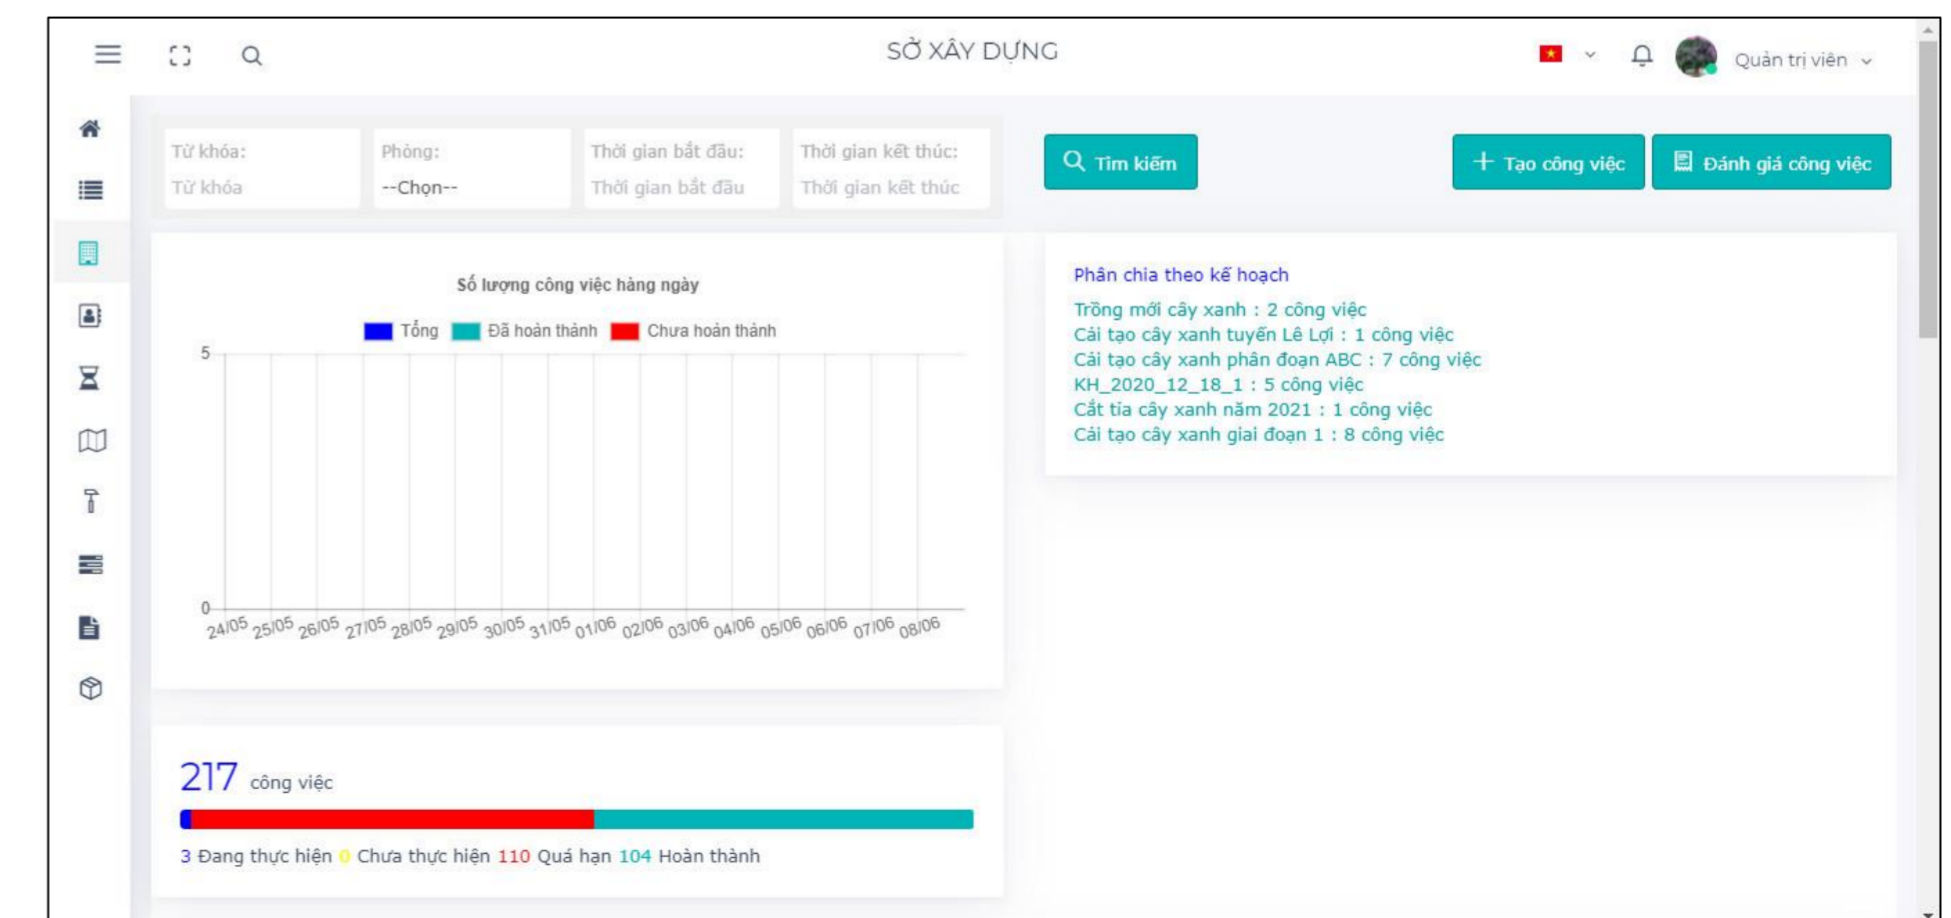 SỞ XÂY DỰNG
Quản trị viên
Từ khóa:
Từ khóa
Phòng:
--Chọn--
Thời gian bắt đầu:
Thời gian bắt đầu
Thời gian kết thúc:
Thời gian kết thúc
Tìm kiếm
Tạo công việc
Đánh giá công việc
Số lượng công việc hàng ngày
Tổng Đã hoàn thành Chưa hoàn thành
5
0
24/05 25/05 26/05 27/05 28/05 29/05 30/05 31/05 01/06 02/06 03/06 04/06 05/06 06/06 07/06 08/06
Phân chia theo kế hoạch
Trồng mới cây xanh : 2 công việc
Cải tạo cây xanh tuyến Lê Lợi : 1 công việc
Cải tạo cây xanh phân đoạn ABC : 7 công việc
KH_2020_12_18_1 : 5 công việc
Cắt tỉa cây xanh năm 2021 : 1 công việc
Cải tạo cây xanh giai đoạn 1 : 8 công việc
217 công việc
3 Đang thực hiện 0 Chưa thực hiện 110 Quá hạn 104 Hoàn thành